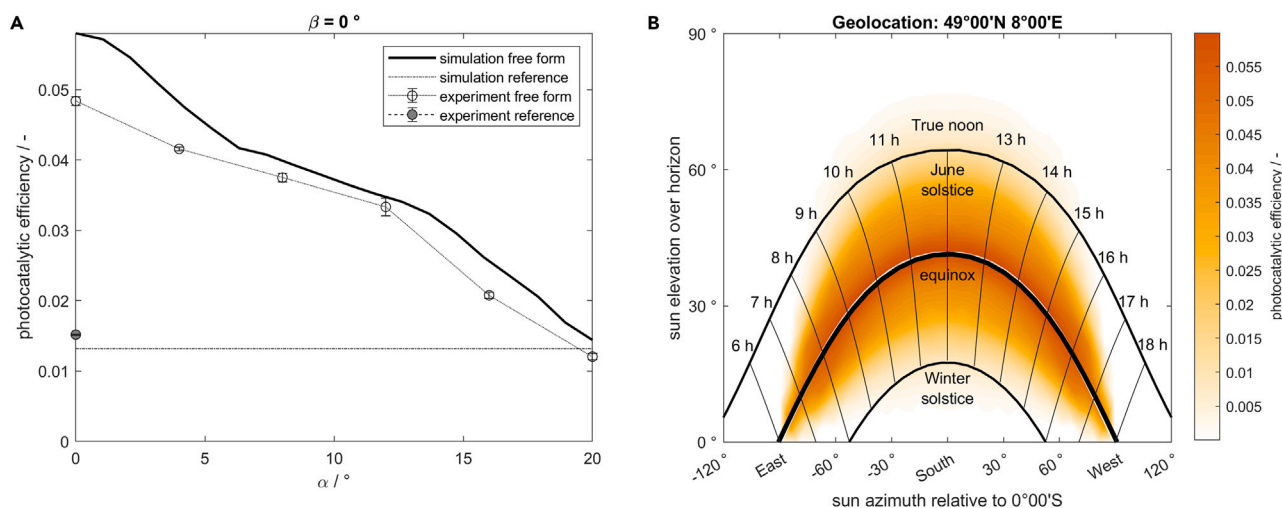 A
β = 0 °
photocatalytic efficiency / -
0.05
0.04
0.03
0.02
0.01
0
simulation free form
simulation reference
experiment free form
experiment reference
0
5
10
15
20
α / °
B
Geolocation: 49°00'N 8°00'E
sun elevation over horizon
90 °
60 °
30 °
0 °
True noon
11 h
13 h
10 h
June
solstice
14 h
9 h
15 h
8 h
equinox
16 h
7 h
17 h
6 h
18 h
Winter
solstice
-120 °
East
-60 °
-30 °
South
30 °
60 °
West
120 °
sun azimuth relative to 0°00'S
0.055
0.05
0.045
0.04
0.035
0.03
0.025
0.02
0.015
0.01
0.005
photocatalytic efficiency / -